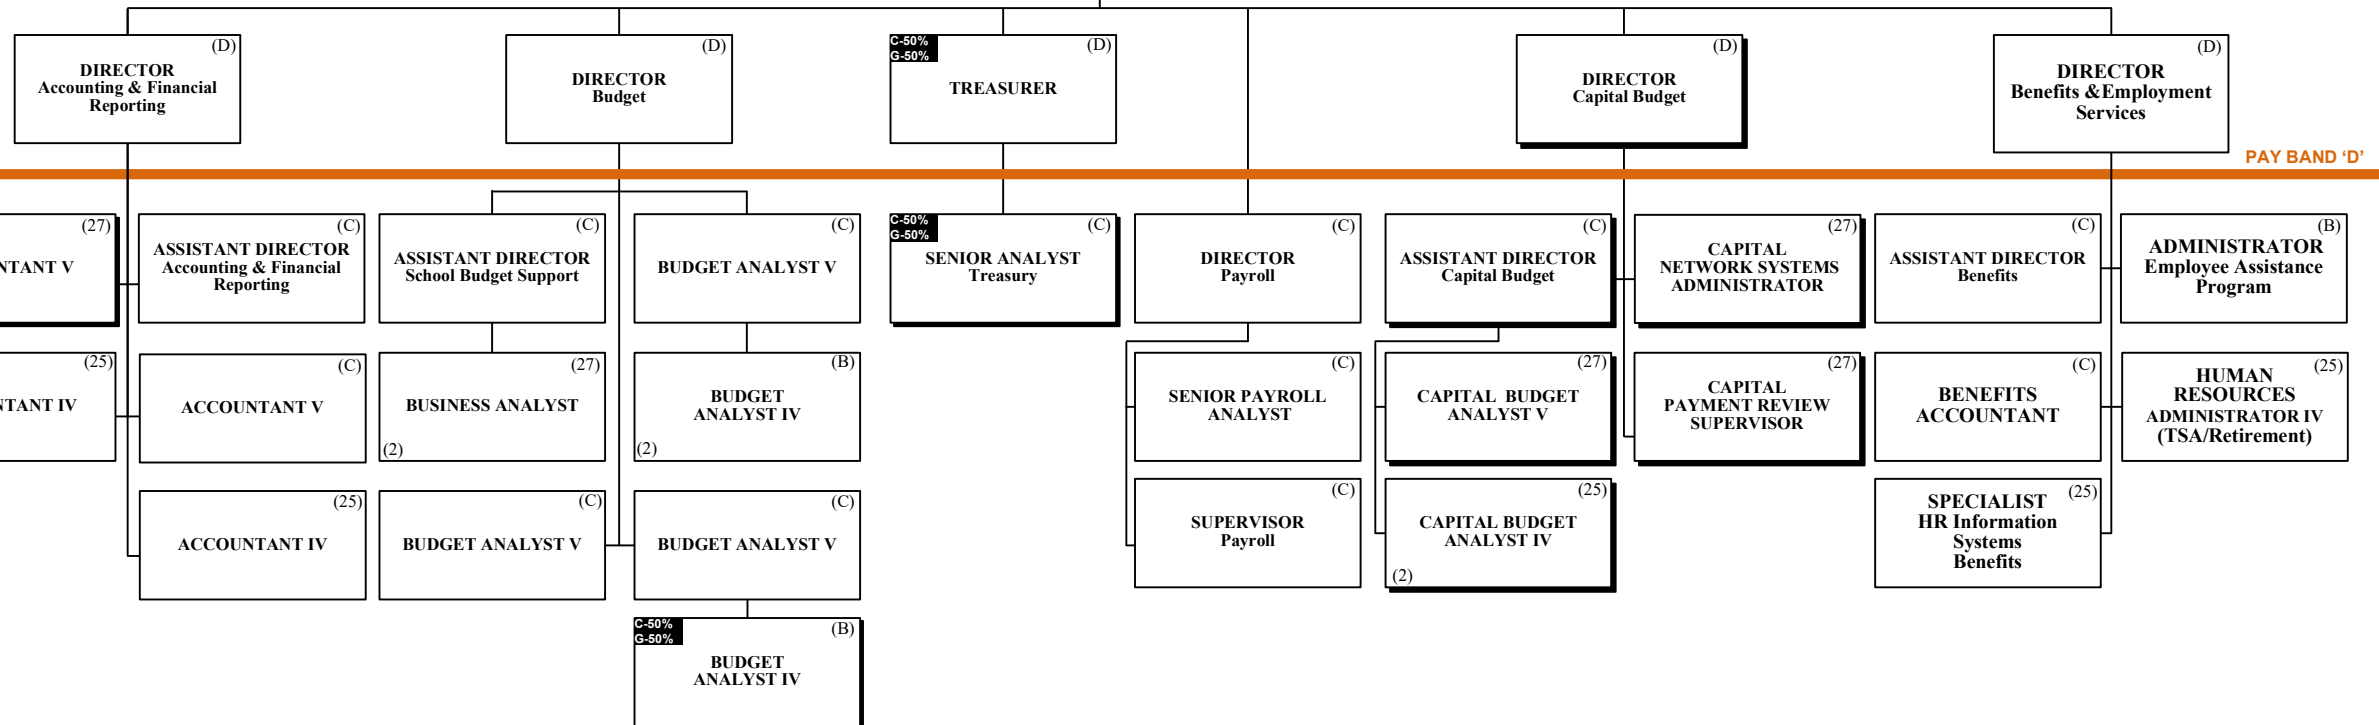 (D)
DIRECTOR
Accounting & Financial
Reporting
(D)
DIRECTOR
Budget
C-50%
G-50%
(D)
TREASURER
(D)
DIRECTOR
Capital Budget
(D)
DIRECTOR
Benefits &Employment
Services
PAY BAND ‘D’
(27)
NTANT V
(C)
ASSISTANT DIRECTOR
Accounting & Financial
Reporting
(C)
ASSISTANT DIRECTOR
School Budget Support
(C)
BUDGET ANALYST V
C-50%
G-50%
(C)
SENIOR ANALYST
Treasury
(C)
DIRECTOR
Payroll
(C)
ASSISTANT DIRECTOR
Capital Budget
(27)
CAPITAL
NETWORK SYSTEMS
ADMINISTRATOR
(C)
ASSISTANT DIRECTOR
Benefits
(B)
ADMINISTRATOR
Employee Assistance
Program
(25)
NTANT IV
(C)
ACCOUNTANT V
(27)
BUSINESS ANALYST
(2)
(B)
BUDGET
ANALYST IV
(2)
(C)
SENIOR PAYROLL
ANALYST
(27)
CAPITAL BUDGET
ANALYST V
(27)
CAPITAL
PAYMENT REVIEW
SUPERVISOR
(C)
BENEFITS
ACCOUNTANT
(25)
HUMAN
RESOURCES
ADMINISTRATOR IV
(TSA/Retirement)
(25)
ACCOUNTANT IV
(C)
BUDGET ANALYST V
(C)
BUDGET ANALYST V
(C)
SUPERVISOR
Payroll
(25)
CAPITAL BUDGET
ANALYST IV
(2)
(25)
SPECIALIST
HR Information
Systems
Benefits
C-50%
G-50%
(B)
BUDGET
ANALYST IV